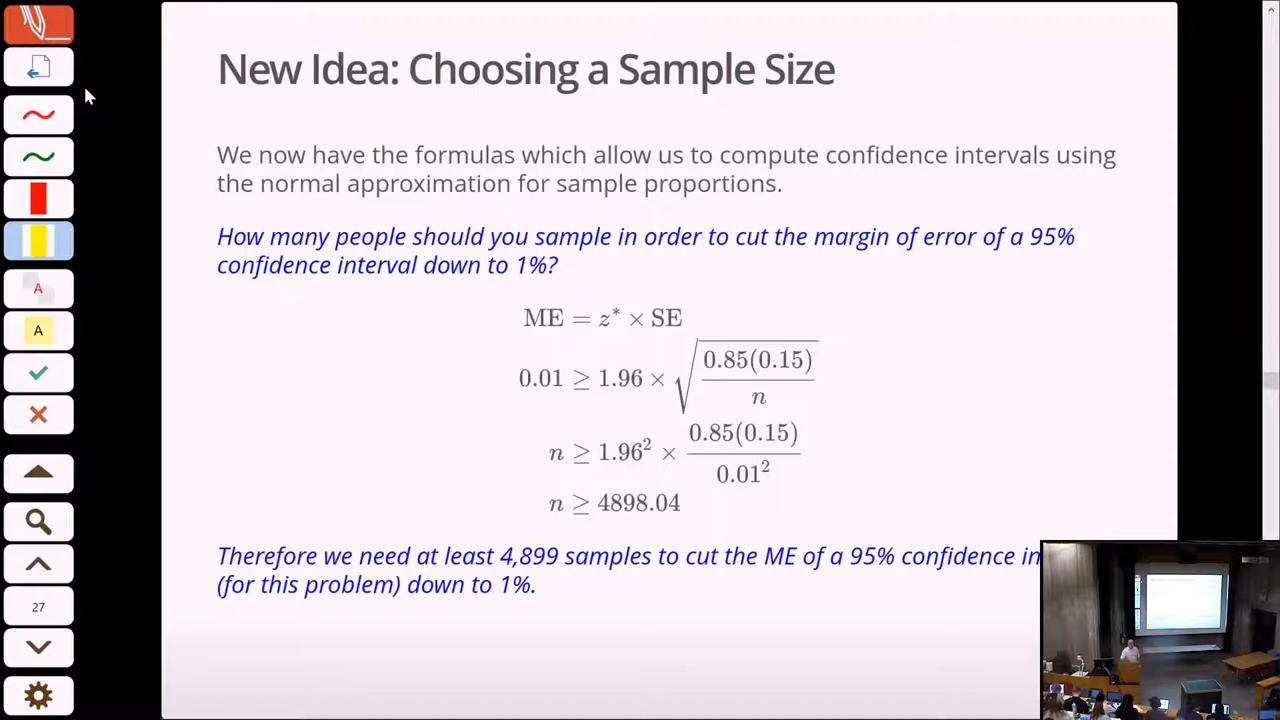 New Idea: Choosing a Sample Size
We now have the formulas which allow us to compute confidence intervals using
the normal approximation for sample proportions.
How many people should you sample in order to cut the margin of error of a 95%
confidence interval down to 1%?
ME = z* × SE
0.01 ≥ 1.96 × √(0.85(0.15)/n)
n ≥ 1.96² × 0.85(0.15)/0.01²
n ≥ 4898.04
Therefore we need at least 4,899 samples to cut the ME of a 95% confidence in
(for this problem) down to 1%.
A
A
27